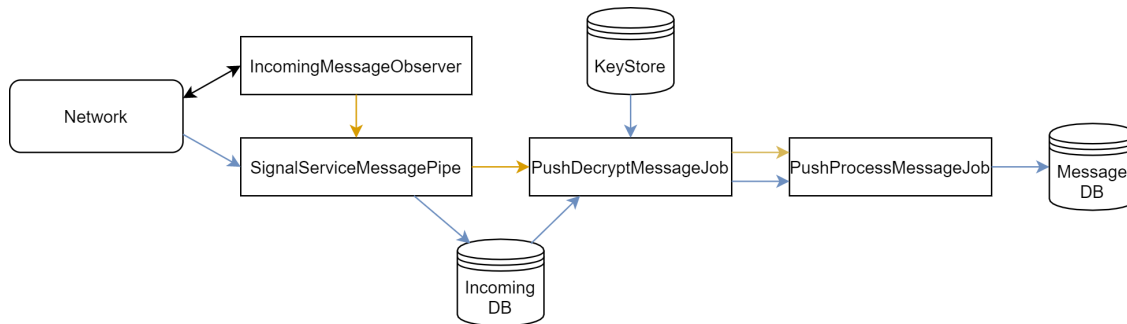 IncomingMessageObserver
KeyStore
Network
SignalServiceMessagePipe
PushDecryptMessageJob
PushProcessMessageJob
Message
DB
Incoming
DB